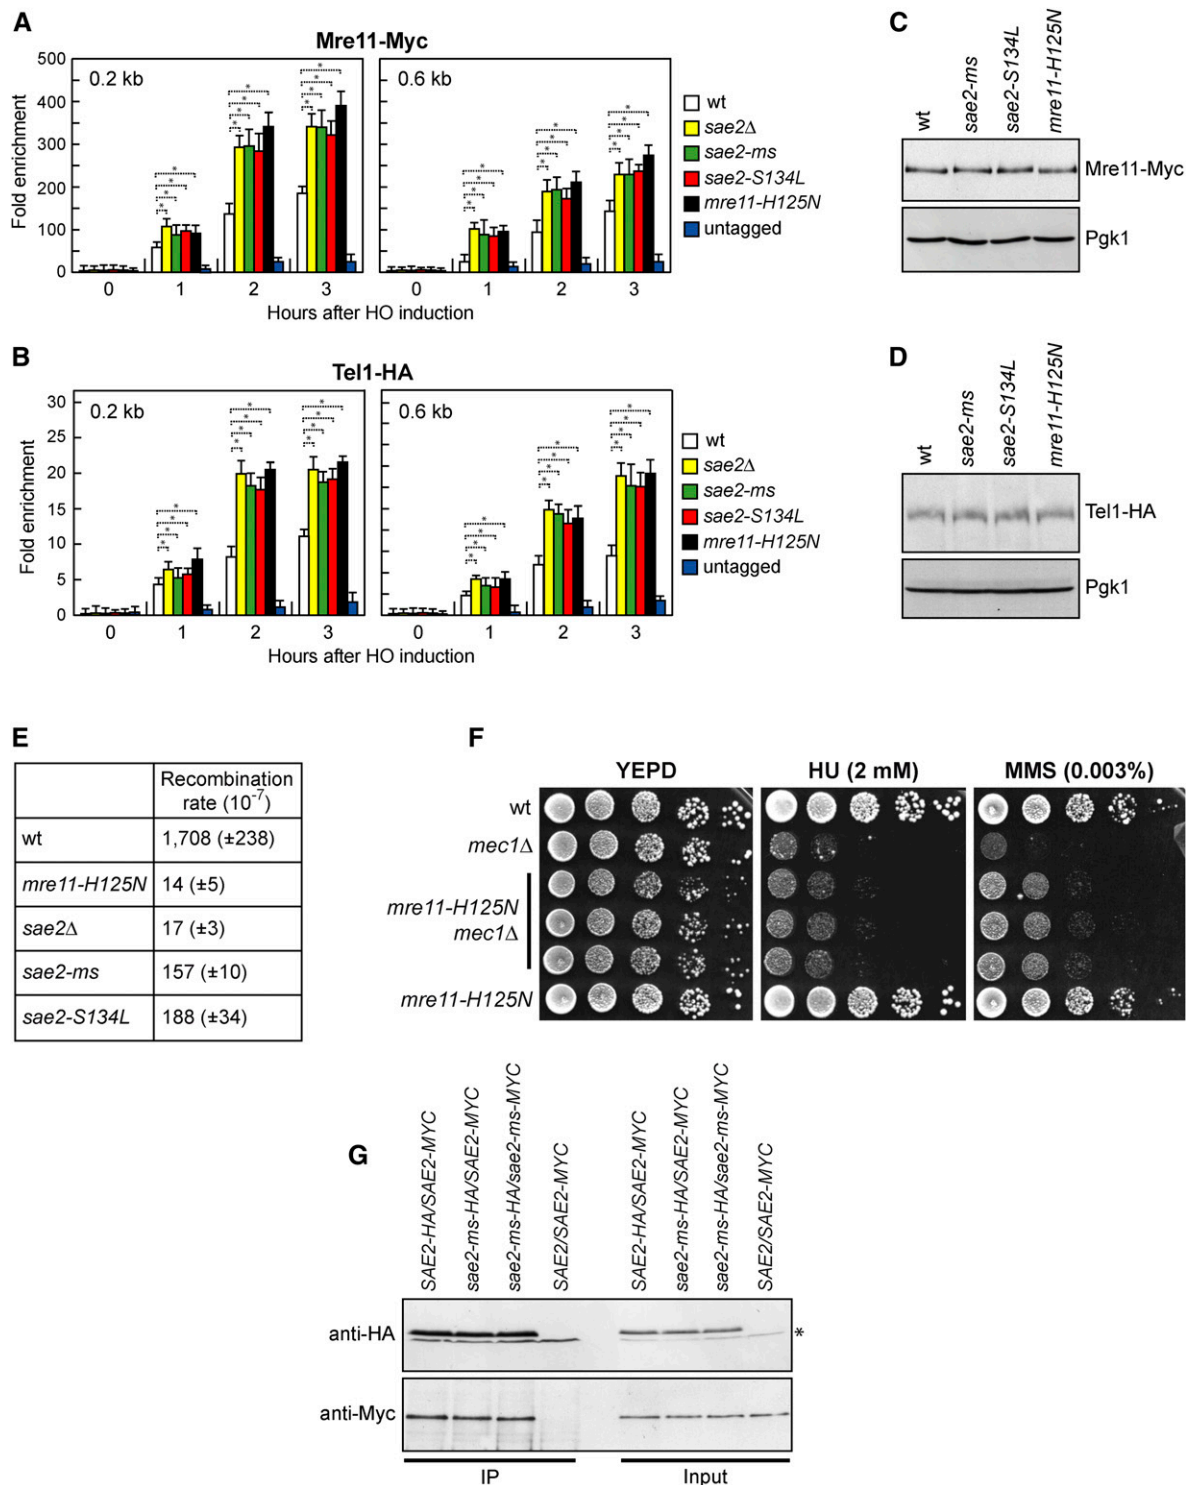 A
Mre11-Myc
500
400
300
200
100
0
Fold enrichment
0.2 kb
0.6 kb
* * * *
* * * *
* * * *
* * * *
* * * *
* * * *
0 1 2 3
0 1 2 3
Hours after HO induction
wt
sae2Δ
sae2-ms
sae2-S134L
mre11-H125N
untagged
C
wt
sae2-ms
sae2-S134L
mre11-H125N
Mre11-Myc
Pgk1
B
Tel1-HA
30
25
20
15
10
5
0
Fold enrichment
0.2 kb
0.6 kb
* * * *
* * * *
* * * *
* * * *
* * * *
* * * *
0 1 2 3
0 1 2 3
Hours after HO induction
wt
sae2Δ
sae2-ms
sae2-S134L
mre11-H125N
untagged
D
wt
sae2-ms
sae2-S134L
mre11-H125N
Tel1-HA
Pgk1
E
Recombination
rate (10⁻⁷)
wt 1,708 (±238)
mre11-H125N 14 (±5)
sae2Δ 17 (±3)
sae2-ms 157 (±10)
sae2-S134L 188 (±34)
F
YEPD HU (2 mM) MMS (0.003%)
wt
mec1Δ
mre11-H125N
mec1Δ
mre11-H125N
G
SAE2-HA/SAE2-MYC
sae2-ms-HA/SAE2-MYC
sae2-ms-HA/sae2-ms-MYC
SAE2/SAE2-MYC
SAE2-HA/SAE2-MYC
sae2-ms-HA/SAE2-MYC
sae2-ms-HA/sae2-ms-MYC
SAE2/SAE2-MYC
anti-HA *
anti-Myc
IP Input